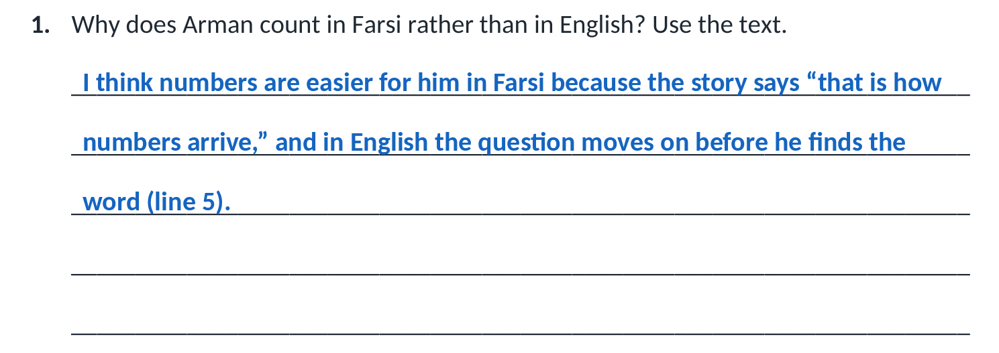 1. Why does Arman count in Farsi rather than in English? Use the text.
I think numbers are easier for him in Farsi because the story says “that is how
numbers arrive,” and in English the question moves on before he finds the
word (line 5).